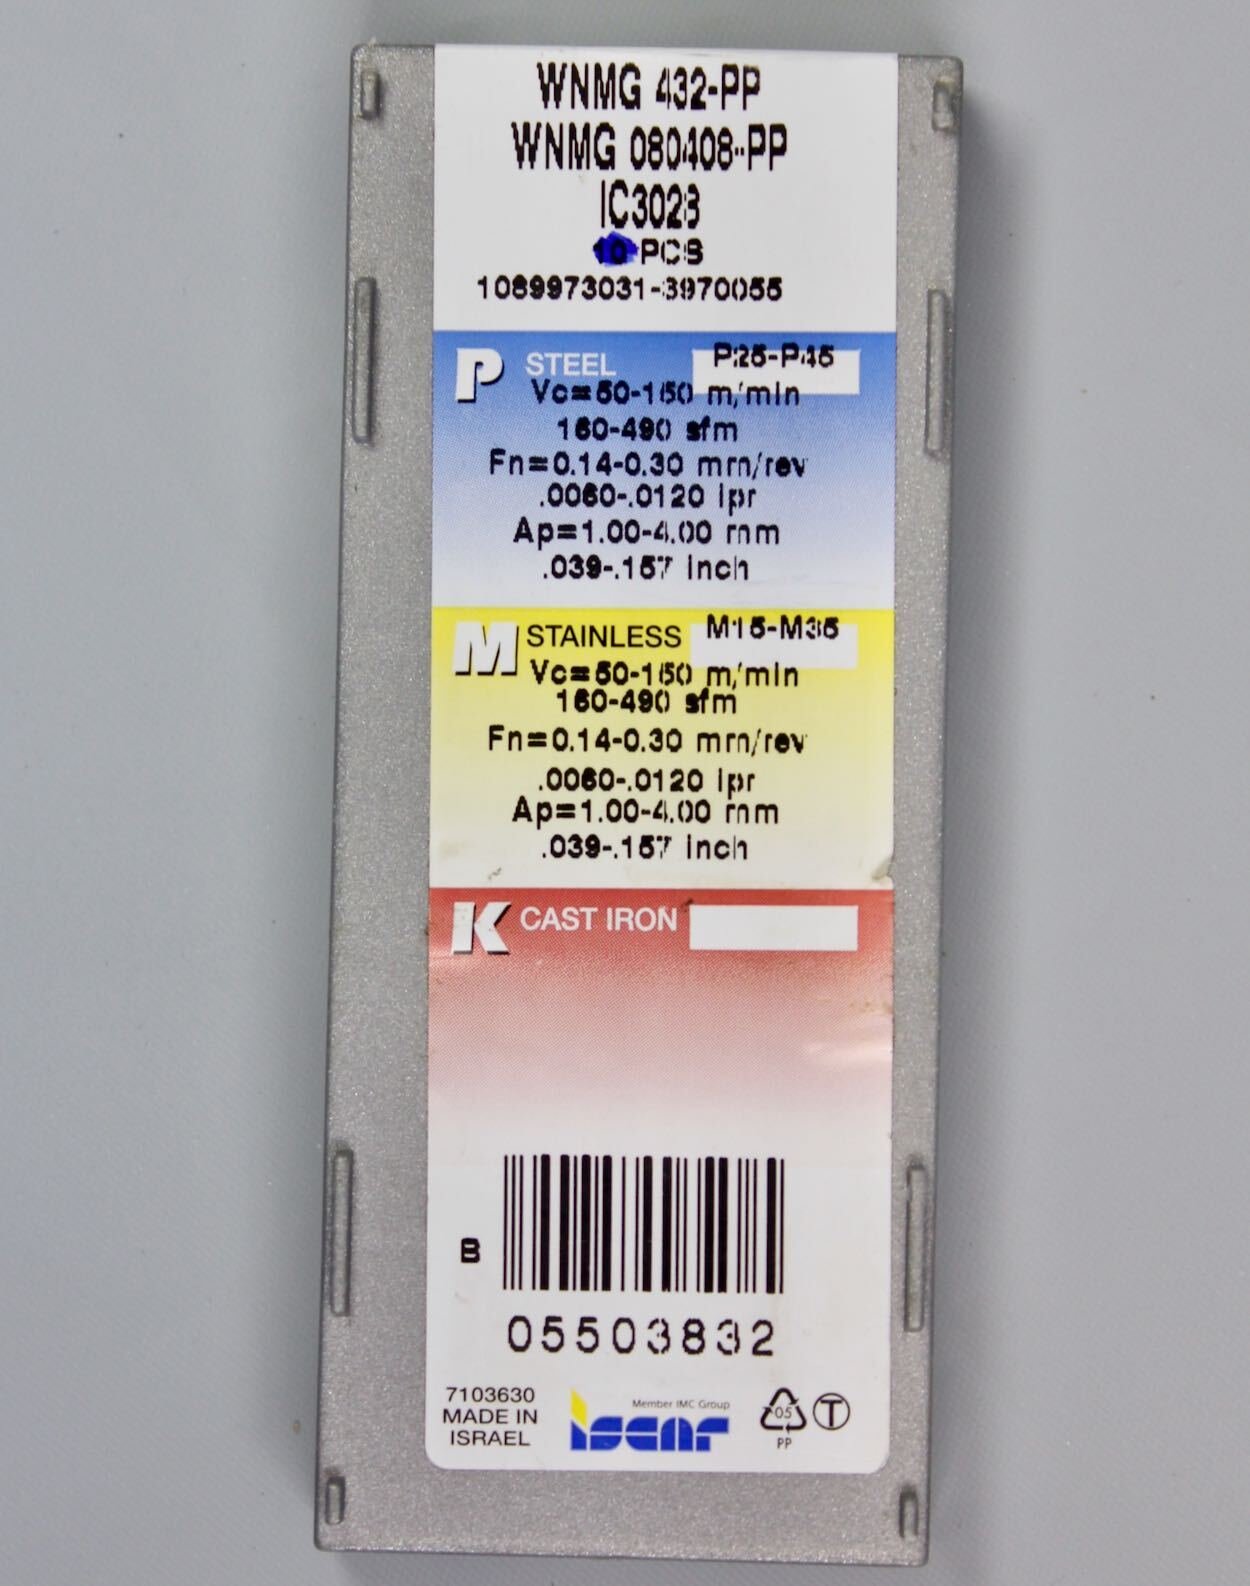 WNMG 432-PP
WNMG 080408-PP
IC3028
10 PCS
1089973031-3970055
P STEEL P25-P45
Vc=50-150 m/min
160-490 sfm
Fn=0.14-0.30 mm/rev
.0060-.0120 ipr
Ap=1.00-4.00 mm
.039-.157 inch
M STAINLESS M15-M35
Vc=50-150 m/min
160-490 sfm
Fn=0.14-0.30 mm/rev
.0060-.0120 ipr
Ap=1.00-4.00 mm
.039-.157 inch
K CAST IRON
B
05503832
7103630
MADE IN
ISRAEL
Member IMC Group
iscar
05
PP
T